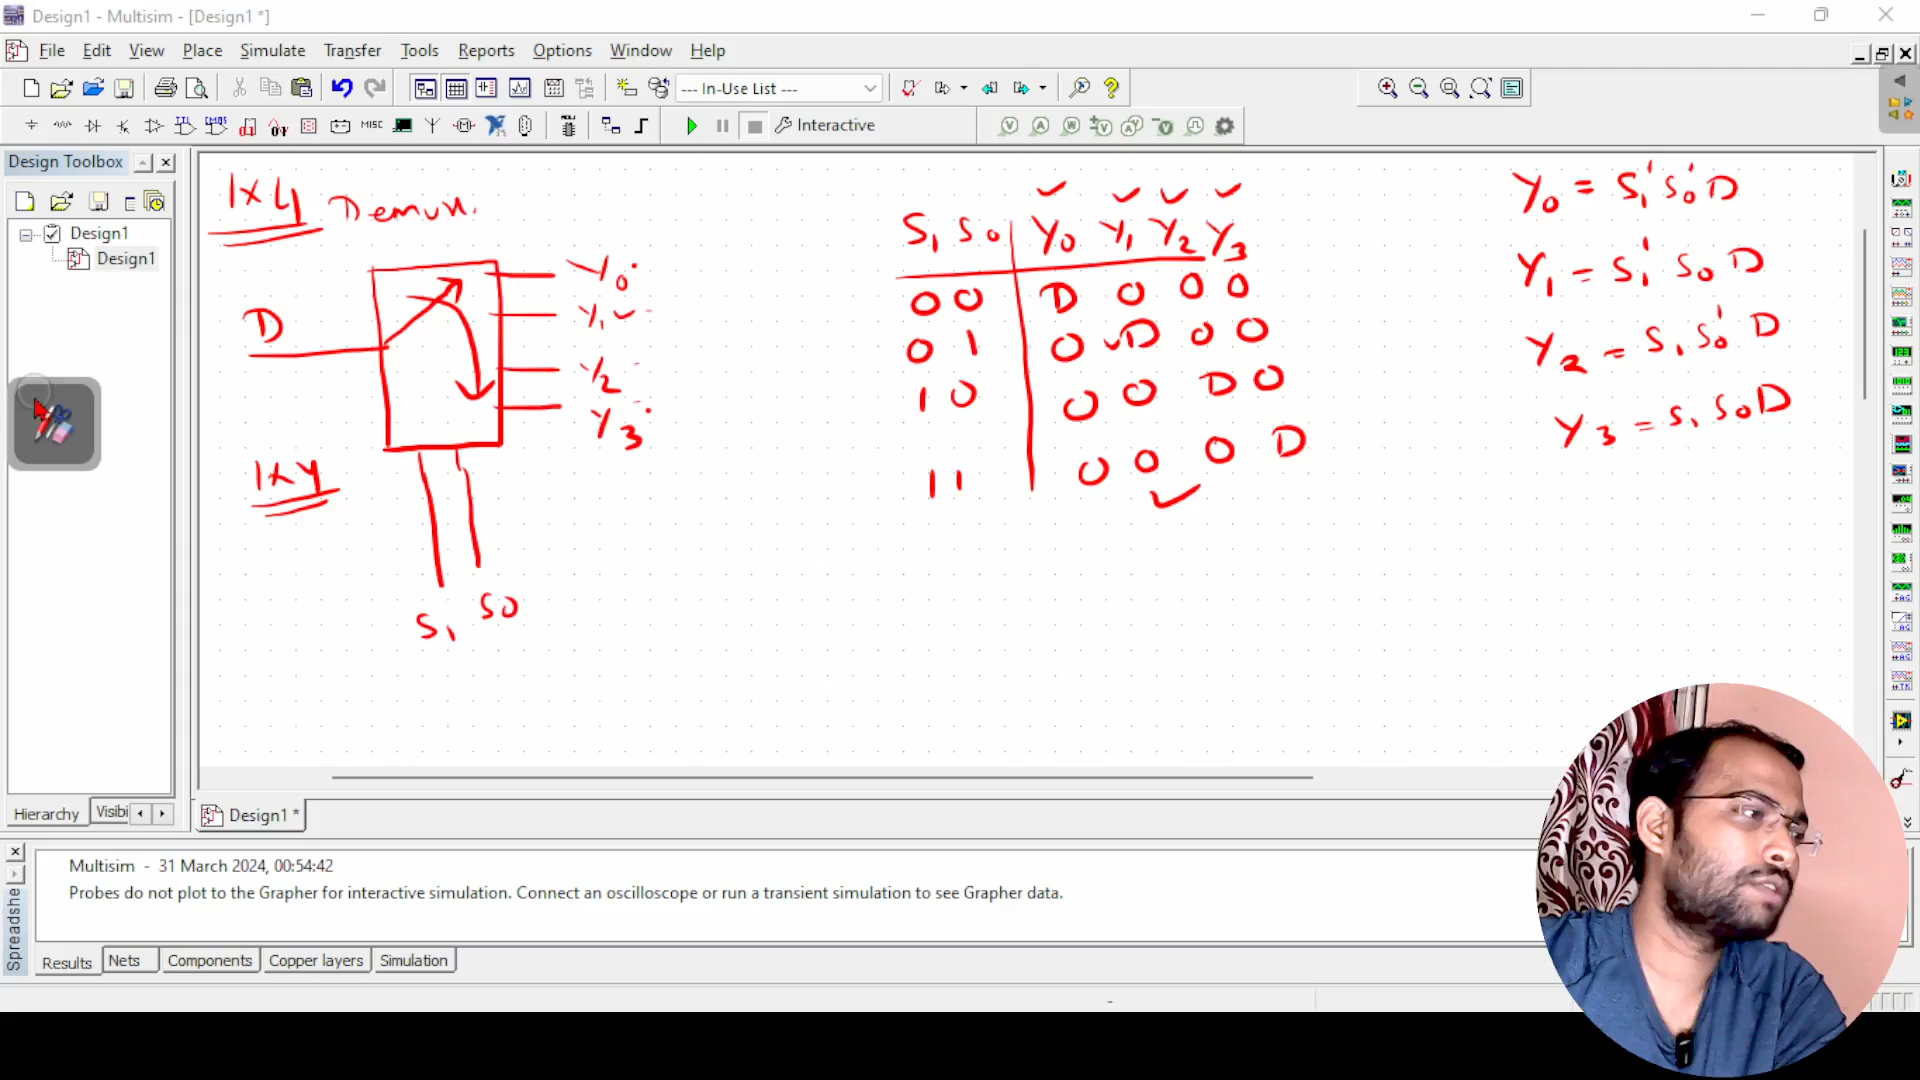 Design1 - Multisim - [Design1 *]
File Edit View Place Simulate Transfer Tools Reports Options Window Help
--- In-Use List ---
MISC Interactive
Design Toolbox
Design1
Design1
1x4 Demux.
D
Y0
Y1
Y2
Y3
1x4
S1 S0
S1 S0 Y0 Y1 Y2 Y3
0 0 D 0 0 0
0 1 0 D 0 0
1 0 0 0 D 0
1 1 0 0 0 D
Y0 = S1' S0' D
Y1 = S1' S0 D
Y2 = S1 S0' D
Y3 = S1 S0 D
Hierarchy Visibi
Design1 *
Multisim - 31 March 2024, 00:54:42
Probes do not plot to the Grapher for interactive simulation. Connect an oscilloscope or run a transient simulation to see Grapher data.
Spreadshe
Results Nets Components Copper layers Simulation